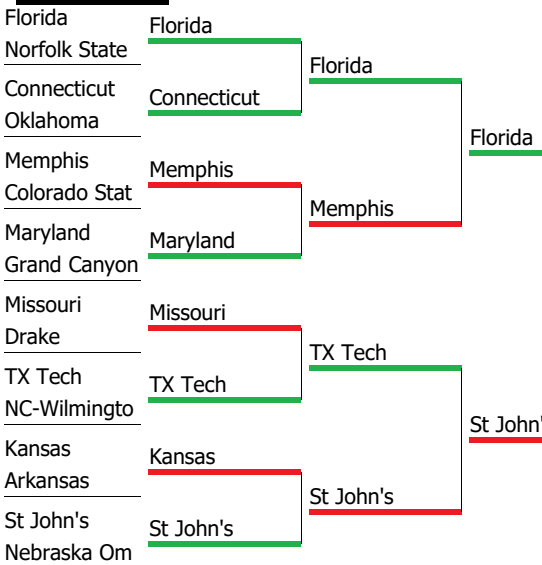 Florida
Norfolk State
Connecticut
Oklahoma
Memphis
Colorado Stat
Maryland
Grand Canyon
Missouri
Drake
TX Tech
NC-Wilmingto
Kansas
Arkansas
St John's
Nebraska Om
Florida
Connecticut
Memphis
Maryland
Missouri
TX Tech
Kansas
St John's
Florida
Memphis
TX Tech
St John's
Florida
St John'